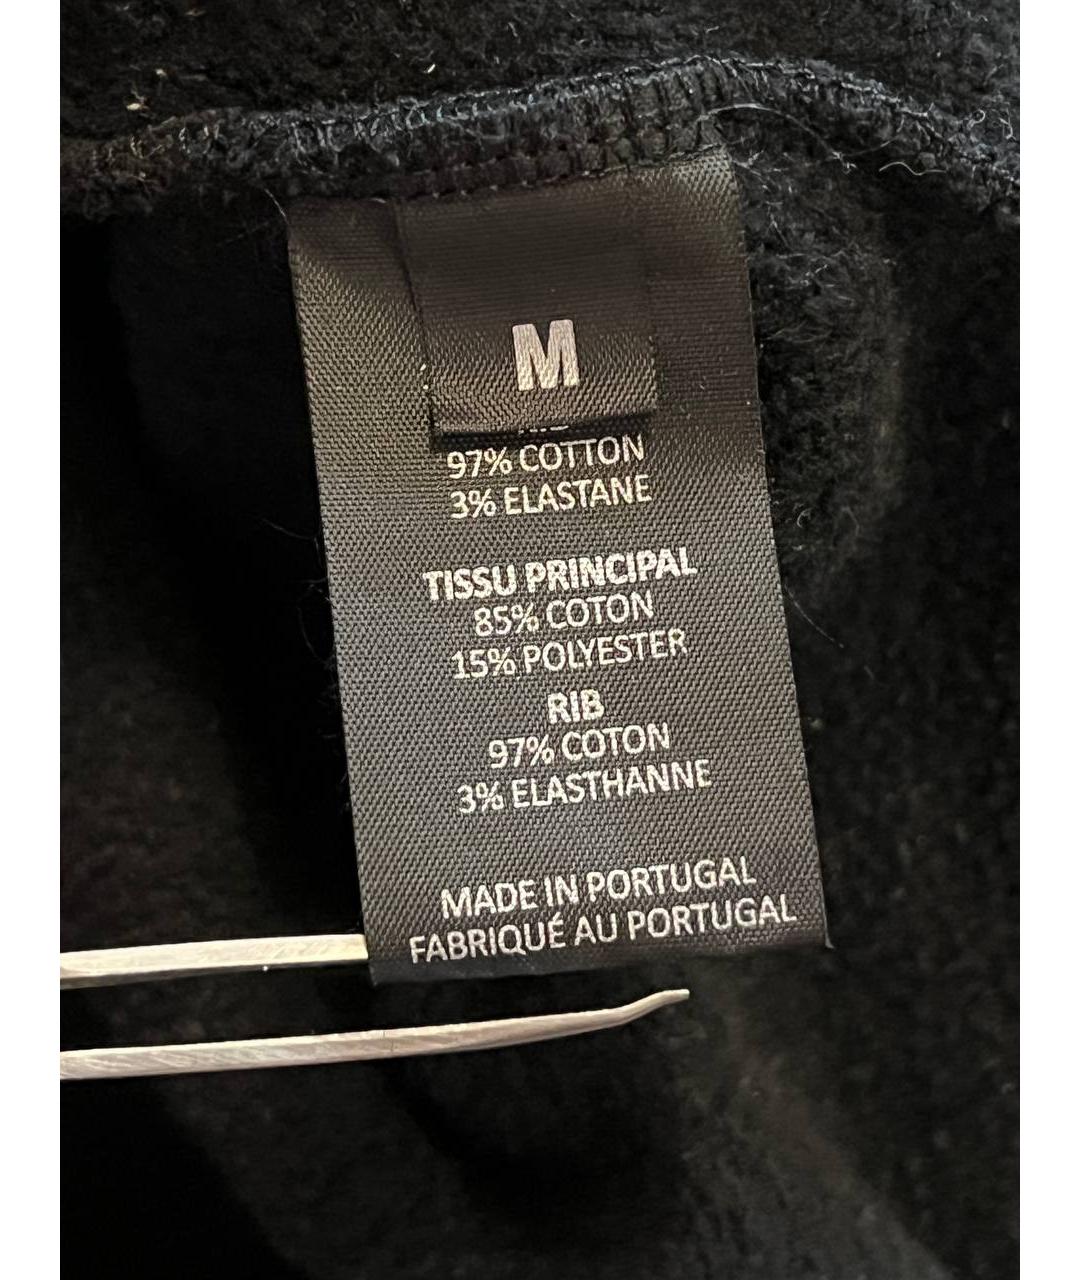 M
97% COTTON
3% ELASTANE
TISSU PRINCIPAL
85% COTON
15% POLYESTER
RIB
97% COTON
3% ELASTHANNE
MADE IN PORTUGAL
FABRIQUÉ AU PORTUGAL